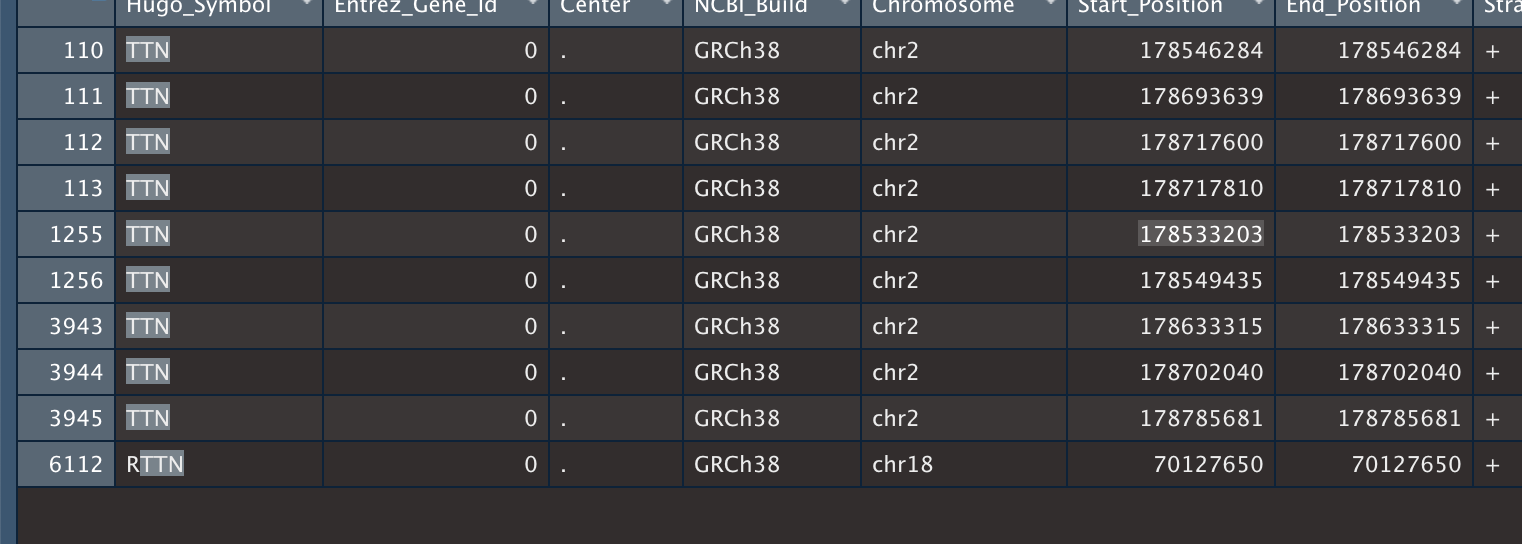 Hugo_Symbol Entrez_Gene_Id Center NCBI_Build Chromosome Start_Position End_Position Stra
110 TTN 0 . GRCh38 chr2 178546284 178546284 +
111 TTN 0 . GRCh38 chr2 178693639 178693639 +
112 TTN 0 . GRCh38 chr2 178717600 178717600 +
113 TTN 0 . GRCh38 chr2 178717810 178717810 +
1255 TTN 0 . GRCh38 chr2 178533203 178533203 +
1256 TTN 0 . GRCh38 chr2 178549435 178549435 +
3943 TTN 0 . GRCh38 chr2 178633315 178633315 +
3944 TTN 0 . GRCh38 chr2 178702040 178702040 +
3945 TTN 0 . GRCh38 chr2 178785681 178785681 +
6112 RTTN 0 . GRCh38 chr18 70127650 70127650 +